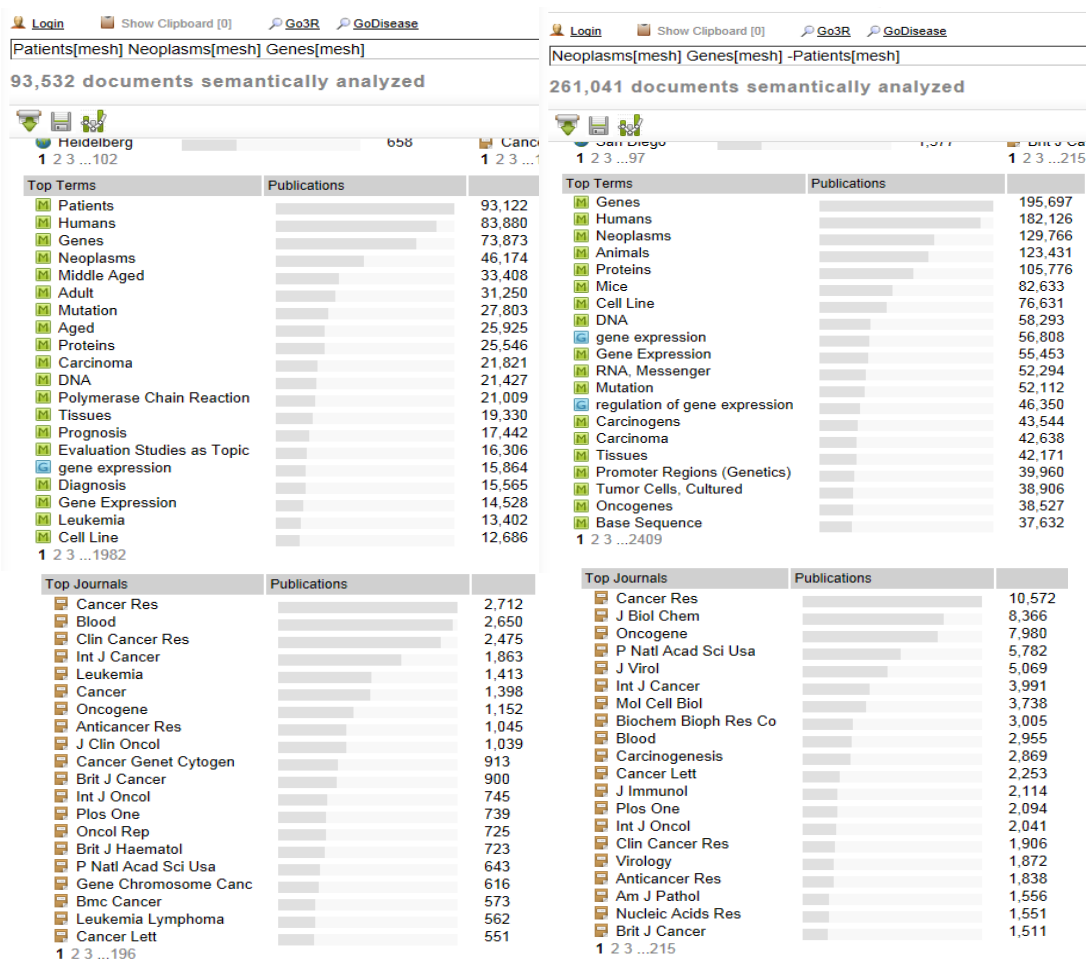 Login Show Clipboard [0] Go3R GoDisease
Patients[mesh] Neoplasms[mesh] Genes[mesh]
93,532 documents semantically analyzed
Heidelberg 658 Canc
1 2 3 ...102 1 2 3 ...1
Top Terms Publications
M Patients 93,122
M Humans 83,880
M Genes 73,873
M Neoplasms 46,174
M Middle Aged 33,408
M Adult 31,250
M Mutation 27,803
M Aged 25,925
M Proteins 25,546
M Carcinoma 21,821
M DNA 21,427
M Polymerase Chain Reaction 21,009
M Tissues 19,330
M Prognosis 17,442
M Evaluation Studies as Topic 16,306
G gene expression 15,864
M Diagnosis 15,565
M Gene Expression 14,528
M Leukemia 13,402
M Cell Line 12,686
1 2 3 ...1982
Top Journals Publications
Cancer Res 2,712
Blood 2,650
Clin Cancer Res 2,475
Int J Cancer 1,863
Leukemia 1,413
Cancer 1,398
Oncogene 1,152
Anticancer Res 1,045
J Clin Oncol 1,039
Cancer Genet Cytogen 913
Brit J Cancer 900
Int J Oncol 745
Plos One 739
Oncol Rep 725
Brit J Haematol 723
P Natl Acad Sci Usa 643
Gene Chromosome Canc 616
Bmc Cancer 573
Leukemia Lymphoma 562
Cancer Lett 551
1 2 3 ...196
Login Show Clipboard [0] Go3R GoDisease
Neoplasms[mesh] Genes[mesh] -Patients[mesh]
261,041 documents semantically analyzed
San Diego 1,577 Brit J Ca
1 2 3 ...97 1 2 3 ...215
Top Terms Publications
M Genes 195,697
M Humans 182,126
M Neoplasms 129,766
M Animals 123,431
M Proteins 105,776
M Mice 82,633
M Cell Line 76,631
M DNA 58,293
G gene expression 56,808
M Gene Expression 55,453
M RNA, Messenger 52,294
M Mutation 52,112
G regulation of gene expression 46,350
M Carcinogens 43,544
M Carcinoma 42,638
M Tissues 42,171
M Promoter Regions (Genetics) 39,960
M Tumor Cells, Cultured 38,906
M Oncogenes 38,527
M Base Sequence 37,632
1 2 3 ...2409
Top Journals Publications
Cancer Res 10,572
J Biol Chem 8,366
Oncogene 7,980
P Natl Acad Sci Usa 5,782
J Virol 5,069
Int J Cancer 3,991
Mol Cell Biol 3,738
Biochem Bioph Res Co 3,005
Blood 2,955
Carcinogenesis 2,869
Cancer Lett 2,253
J Immunol 2,114
Plos One 2,094
Int J Oncol 2,041
Clin Cancer Res 1,906
Virology 1,872
Anticancer Res 1,838
Am J Pathol 1,556
Nucleic Acids Res 1,551
Brit J Cancer 1,511
1 2 3 ...215